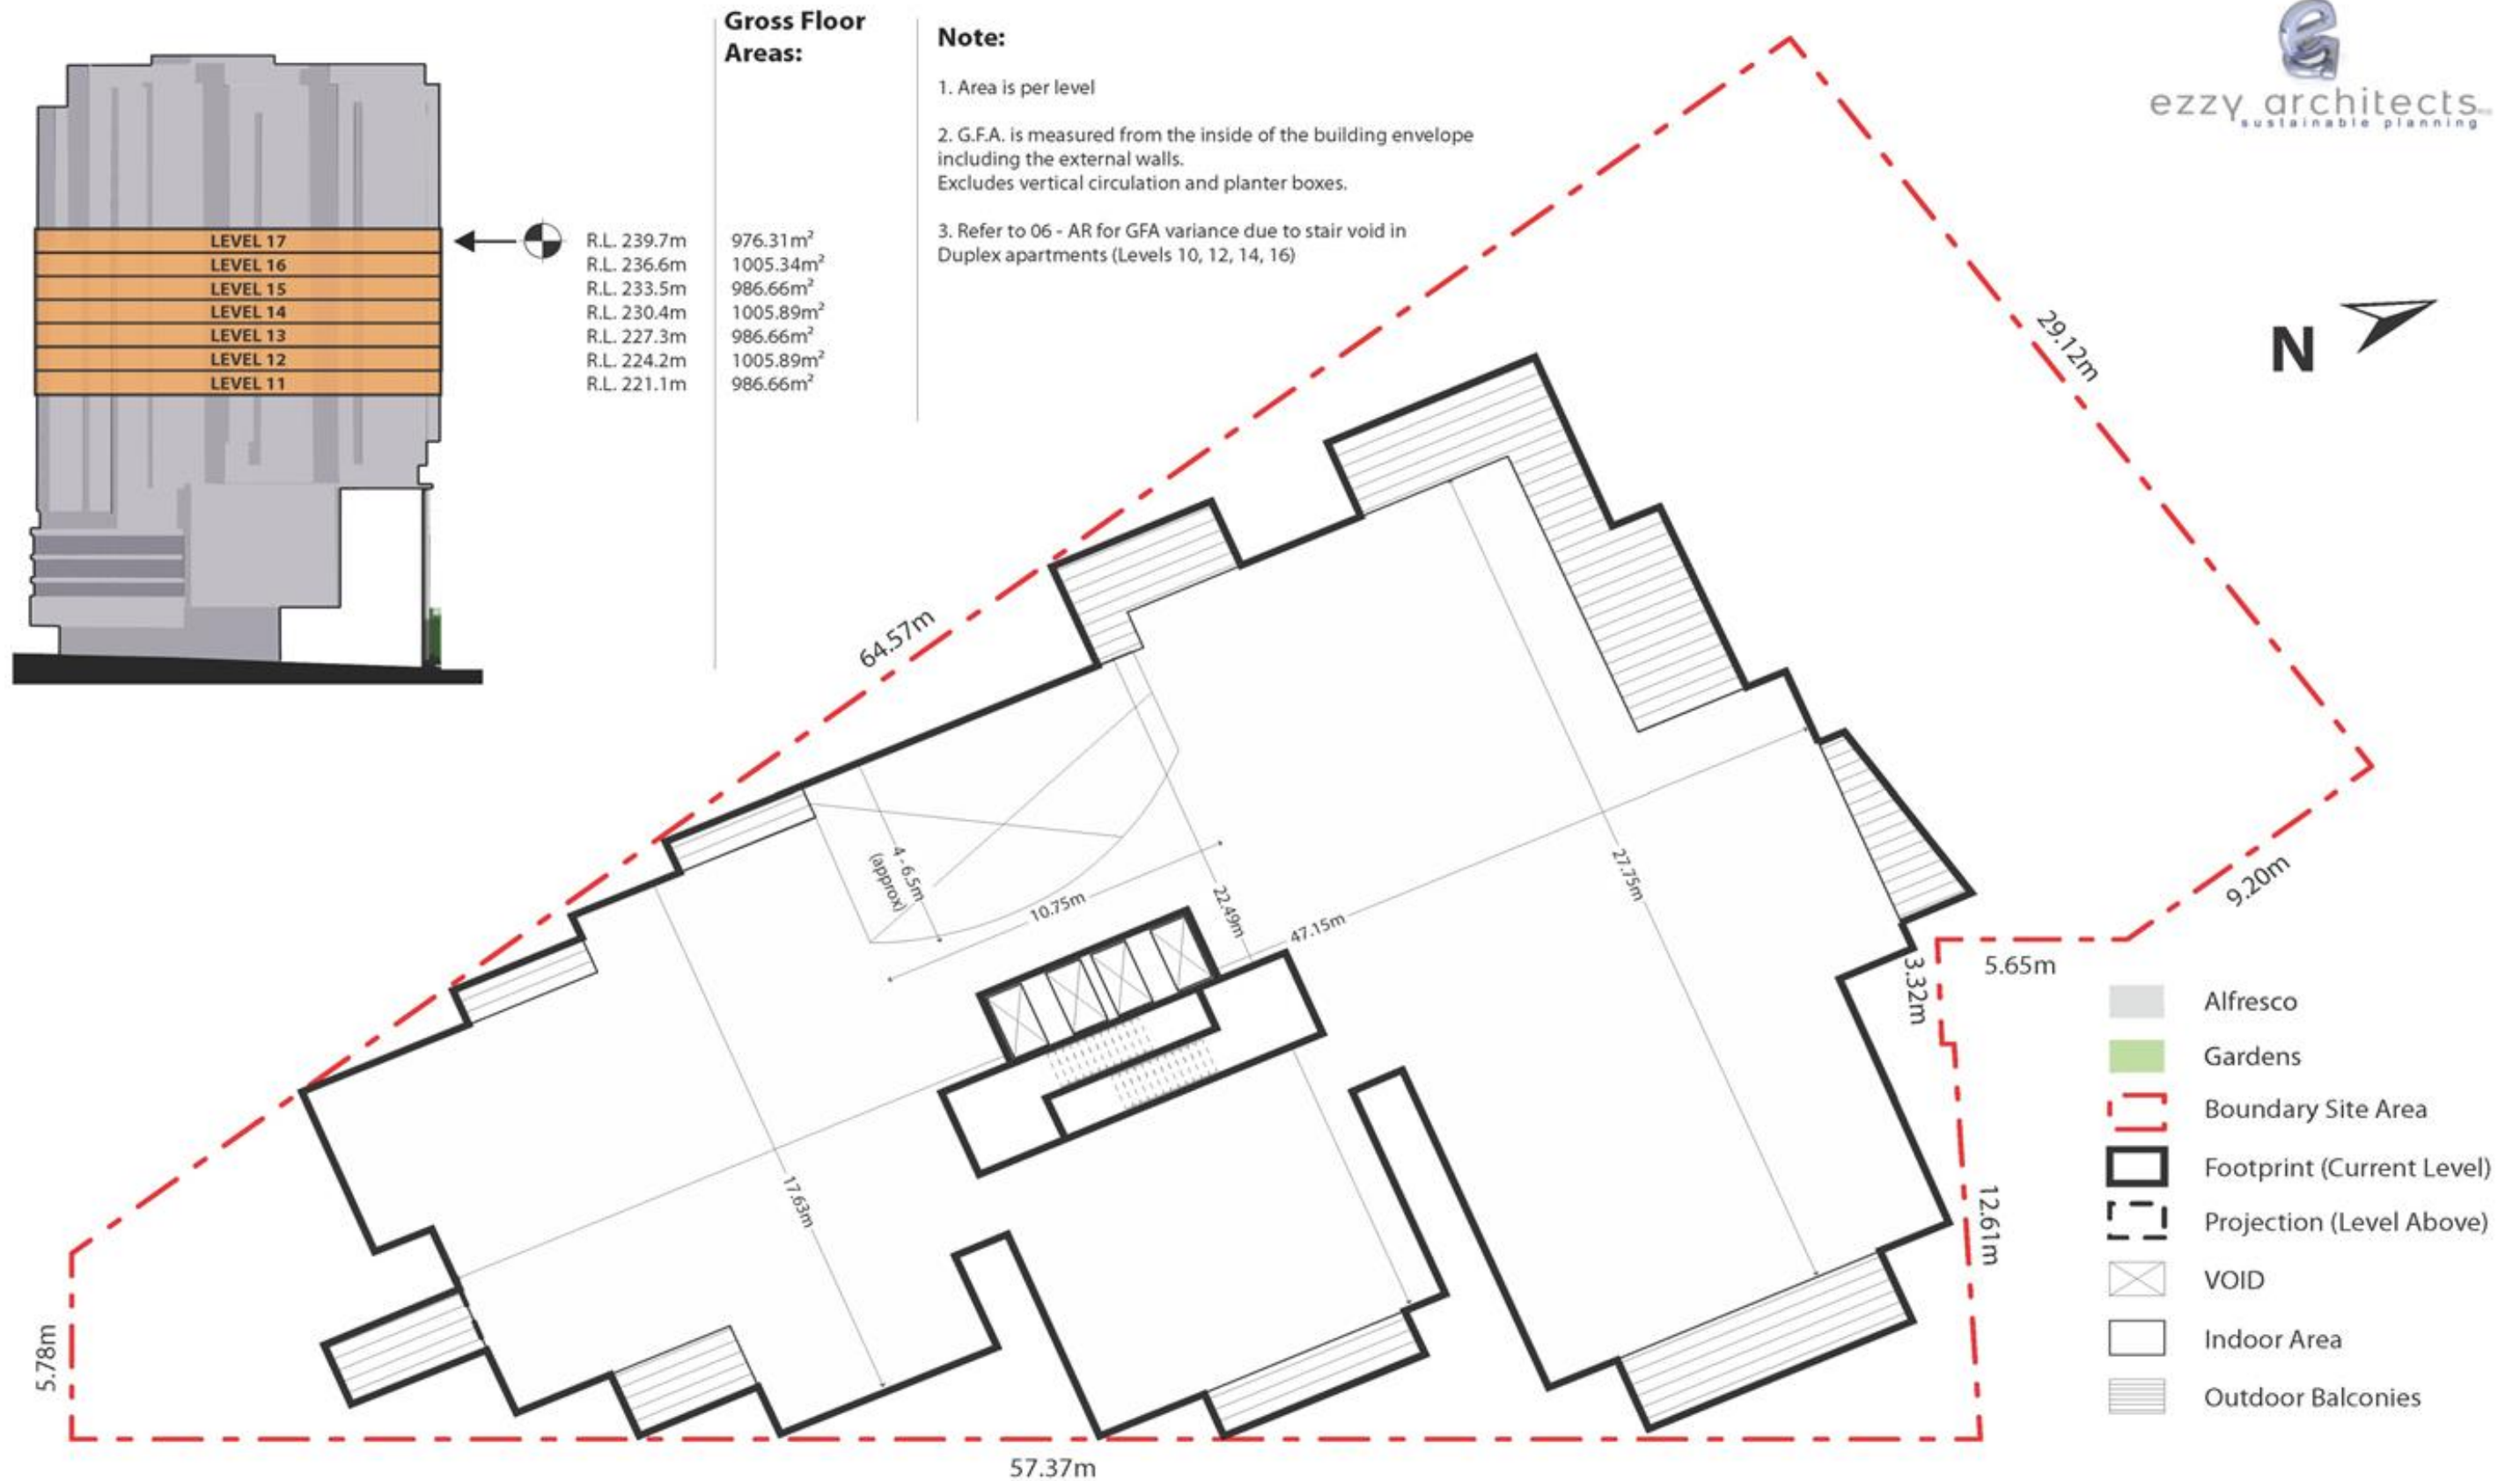 Gross Floor
Areas:
Note:
1. Area is per level
2. G.F.A. is measured from the inside of the building envelope
including the external walls.
Excludes vertical circulation and planter boxes.
3. Refer to 06 - AR for GFA variance due to stair void in
Duplex apartments (Levels 10, 12, 14, 16)
ezzy architects
sustainable planning
LEVEL 17 R.L. 239.7m 976.31m²
LEVEL 16 R.L. 236.6m 1005.34m²
LEVEL 15 R.L. 233.5m 986.66m²
LEVEL 14 R.L. 230.4m 1005.89m²
LEVEL 13 R.L. 227.3m 986.66m²
LEVEL 12 R.L. 224.2m 1005.89m²
LEVEL 11 R.L. 221.1m 986.66m²
N
29.12m
64.57m
4 - 6.5m
(approx)
10.75m
22.49m
47.15m
27.75m
9.20m
5.65m
3.32m
17.63m
12.61m
5.78m
57.37m
Alfresco
Gardens
Boundary Site Area
Footprint (Current Level)
Projection (Level Above)
VOID
Indoor Area
Outdoor Balconies